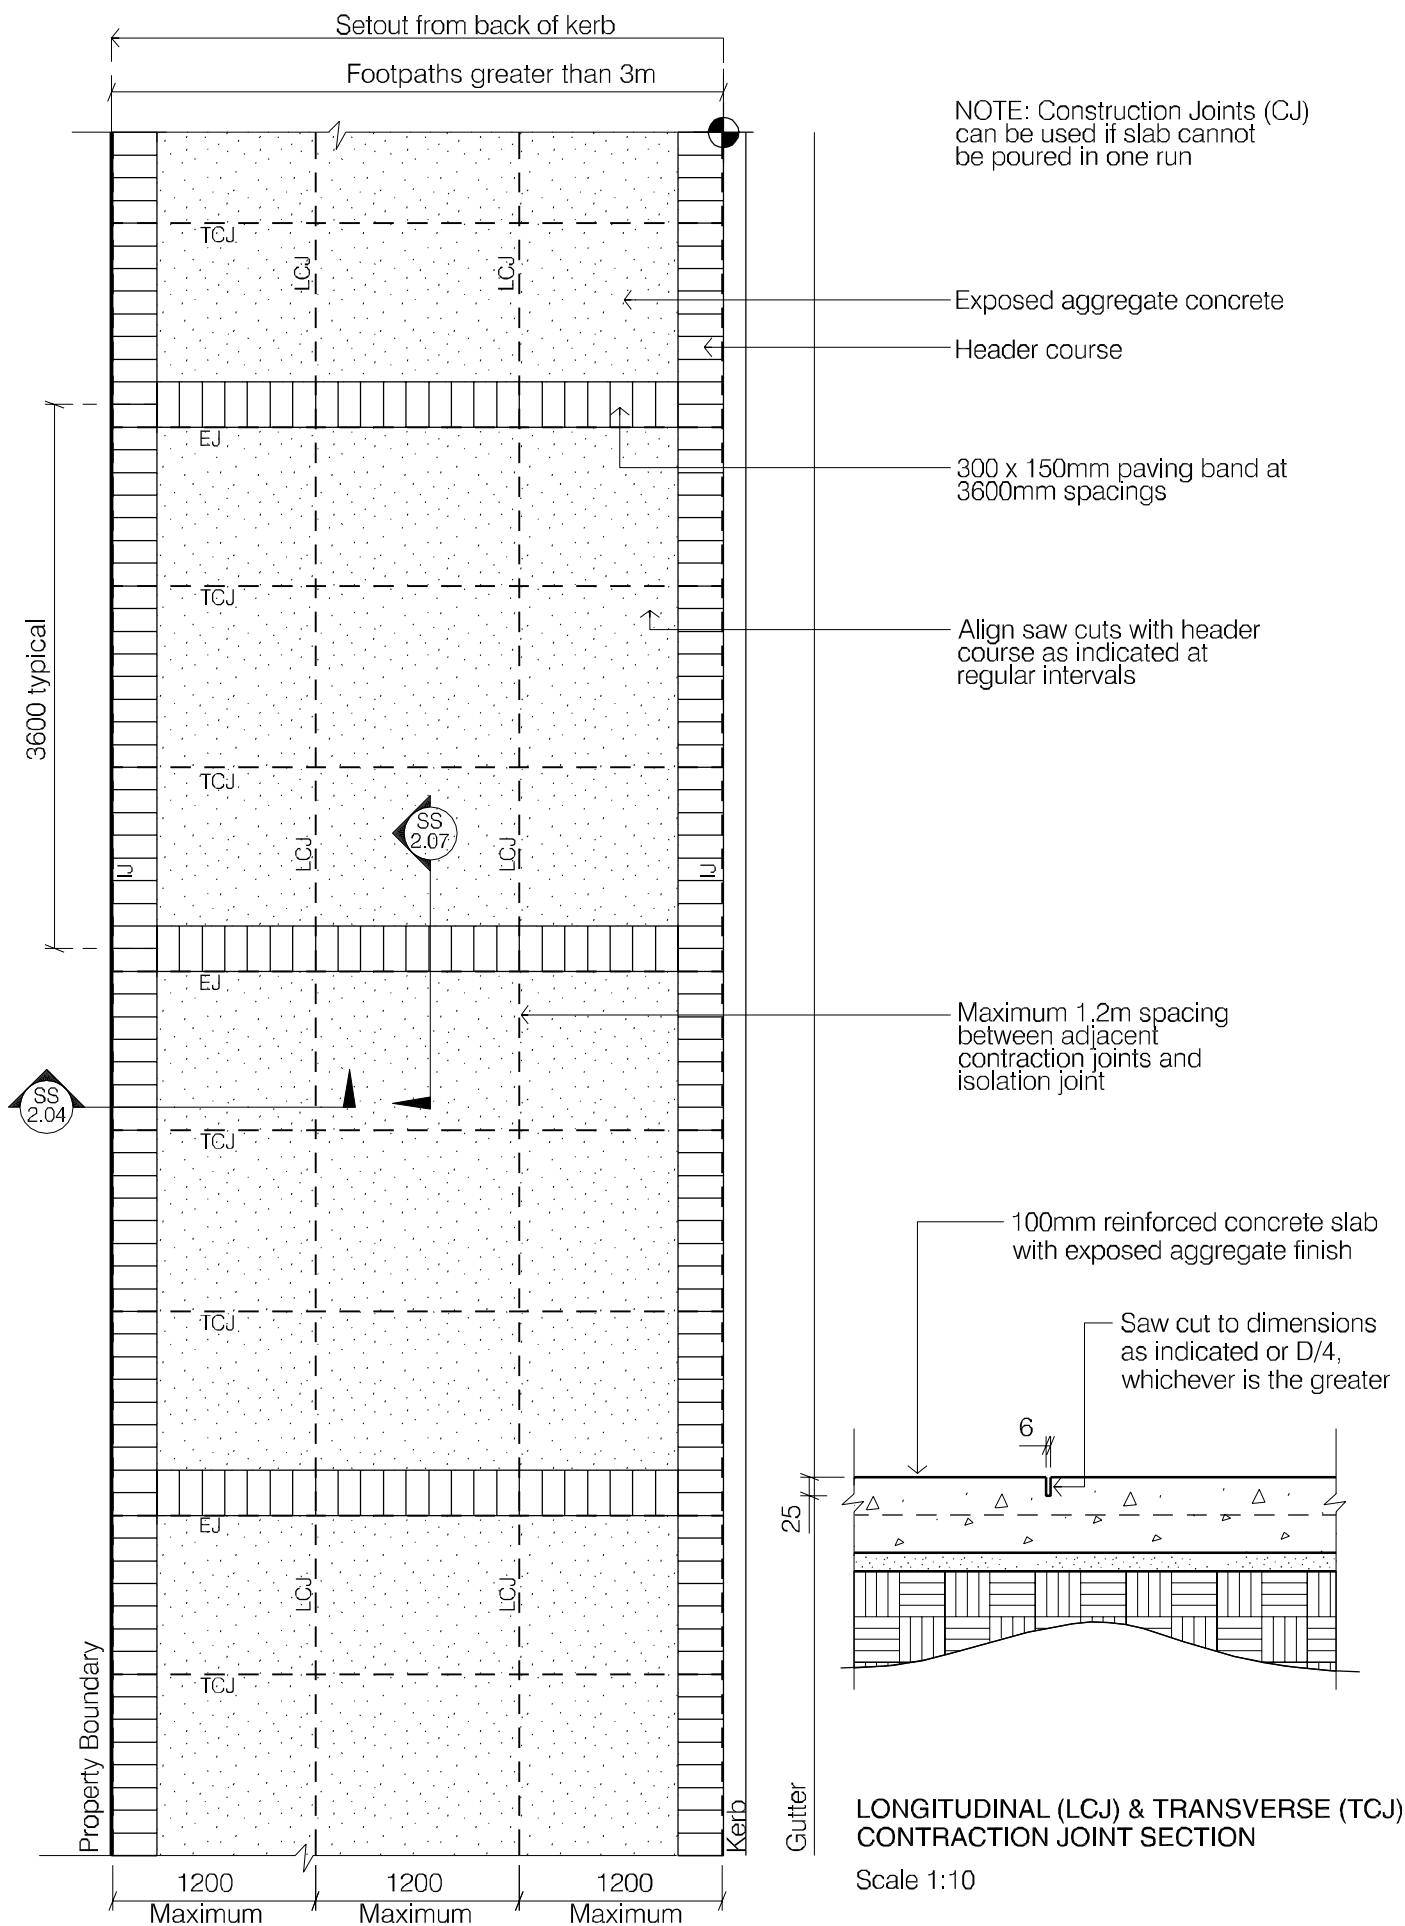 Setout from back of kerb
Footpaths greater than 3m
NOTE: Construction Joints (CJ)
can be used if slab cannot
be poured in one run
TCJ
LCJ
LCJ
Exposed aggregate concrete
Header course
EJ
300 x 150mm paving band at
3600mm spacings
TCJ
Align saw cuts with header
course as indicated at
regular intervals
3600 typical
TCJ
SS
2.07
LCJ
LCJ
IJ
IJ
EJ
Maximum 1.2m spacing
between adjacent
contraction joints and
isolation joint
SS
2.04
TCJ
100mm reinforced concrete slab
with exposed aggregate finish
TCJ
Saw cut to dimensions
as indicated or D/4,
whichever is the greater
6
25
EJ
LCJ
LCJ
TCJ
Property Boundary
Kerb
Gutter
LONGITUDINAL (LCJ) & TRANSVERSE (TCJ)
CONTRACTION JOINT SECTION
Scale 1:10
1200
Maximum
1200
Maximum
1200
Maximum